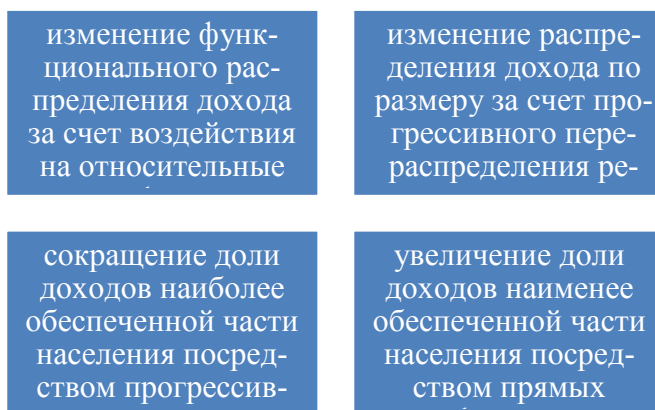 изменение функ-
ционального рас-
пределения дохода
за счет воздействия
на относительные
изменение распре-
деления дохода по
размеру за счет про-
грессивного пере-
распределения ре-
сокращение доли
доходов наиболее
обеспеченной части
населения посред-
ством прогрессив-
увеличение доли
доходов наименее
обеспеченной части
населения посред-
ством прямых